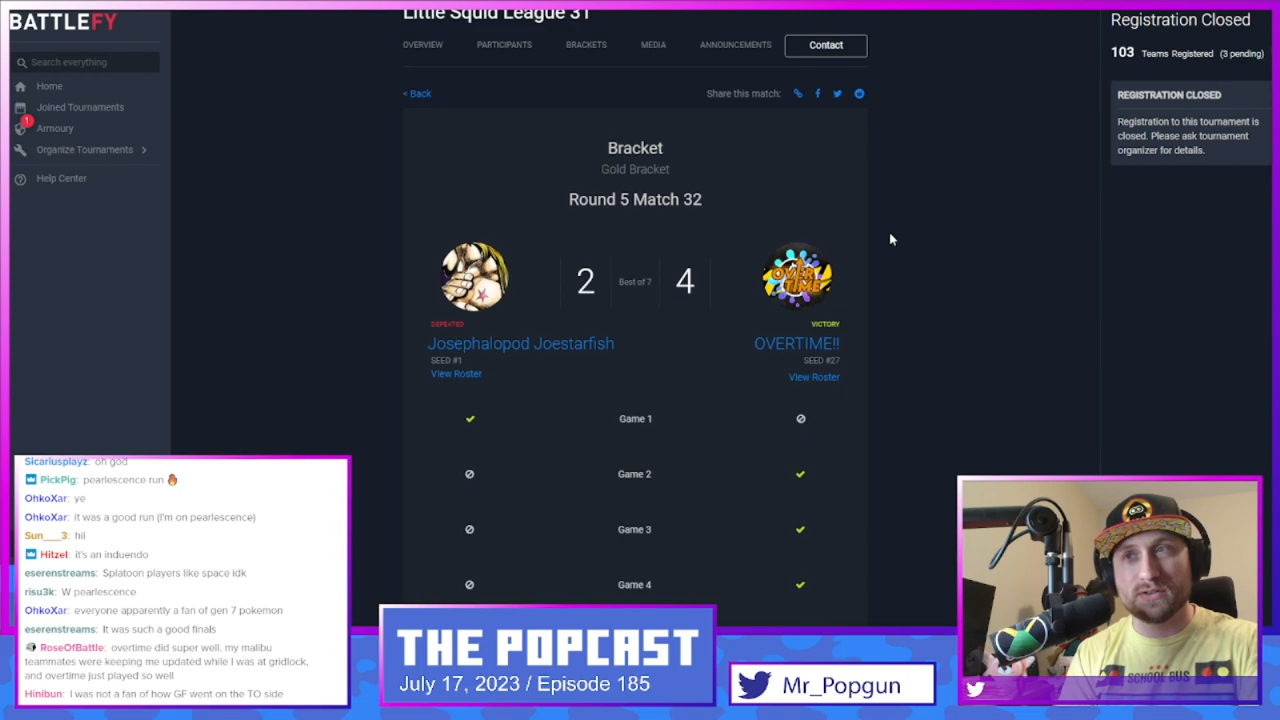 BATTLEFY
Search everything
Home
Joined Tournaments
1
Armoury
Organize Tournaments
Help Center
Little Squid League 31
OVERVIEW PARTICIPANTS BRACKETS MEDIA ANNOUNCEMENTS Contact
< Back Share this match:
Bracket
Gold Bracket
Round 5 Match 32
2 Best of 7 4
OVER TIME
DEFEATED VICTORY
Josephalopod Joestarfish OVERTIME!!
SEED #1 SEED #27
View Roster View Roster
Game 1
Game 2
Game 3
Game 4
Registration Closed
103 Teams Registered (3 pending)
REGISTRATION CLOSED
Registration to this tournament is
closed. Please ask tournament
organizer for details.
Sicariusplayz: oh god
PickPig: pearlescence run
OhkoXar: ye
OhkoXar: it was a good run (I'm on pearlescence)
Sun___3: hii
Hitzel: it's an induendo
eserenstreams: Splatoon players like space idk
risu3k: W pearlescence
OhkoXar: everyone apparently a fan of gen 7 pokemon
eserenstreams: It was such a good finals
RoseOfBattle: overtime did super well. my malibu
teammates were keeping me updated while I was at gridlock,
and overtime just played so well
Hinibun: I was not a fan of how GF went on the TO side
THE POPCAST
July 17, 2023 / Episode 185
Mr_Popgun
SCHOOL BUS